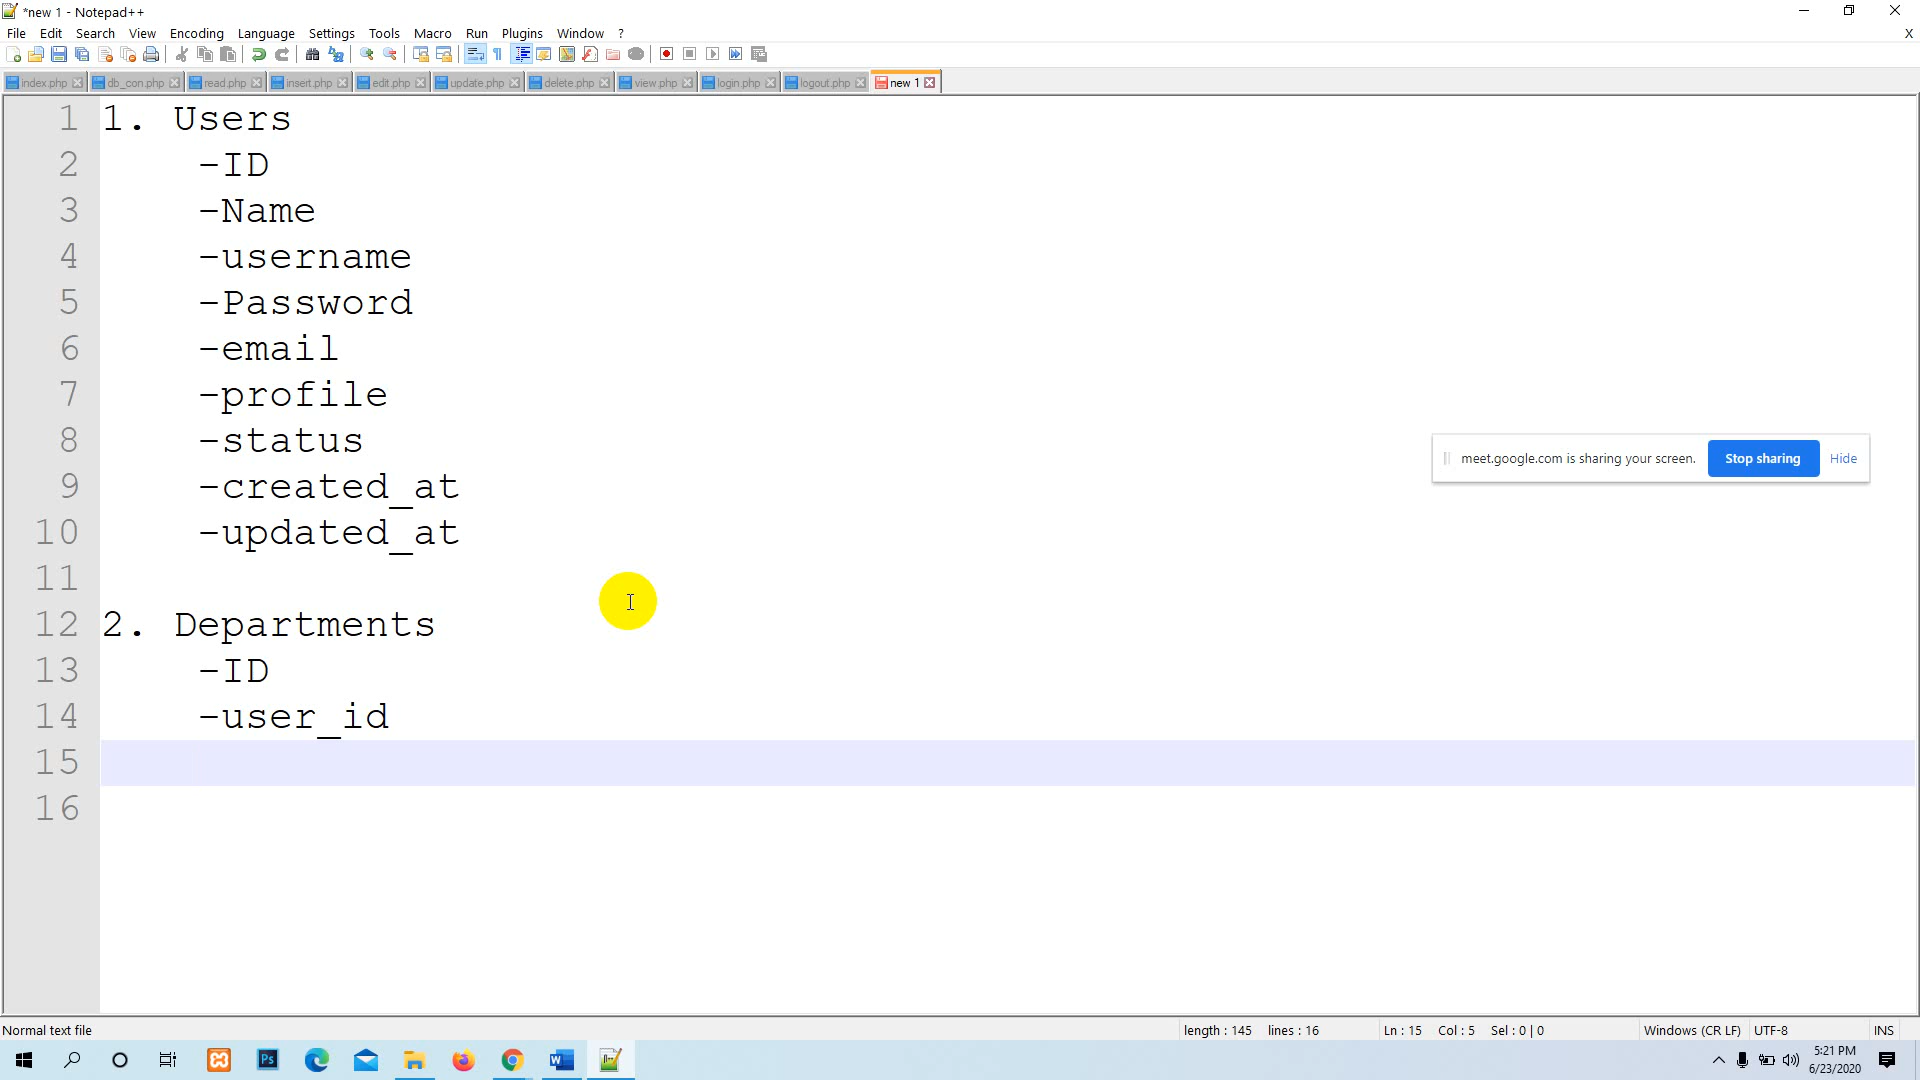 *new 1 - Notepad++
File Edit Search View Encoding Language Settings Tools Macro Run Plugins Window ? X
index.php db_con.php read.php insert.php edit.php update.php delete.php view.php login.php logout.php new 1
1 1. Users
2 -ID
3 -Name
4 -username
5 -Password
6 -email
7 -profile
8 -status
meet.google.com is sharing your screen. Stop sharing Hide
9 -created_at
10 -updated_at
11
12 2. Departments
13 -ID
14 -user_id
15
16
Normal text file length : 145 lines : 16 Ln : 15 Col : 5 Sel : 0 | 0 Windows (CR LF) UTF-8 INS
5:21 PM
6/23/2020